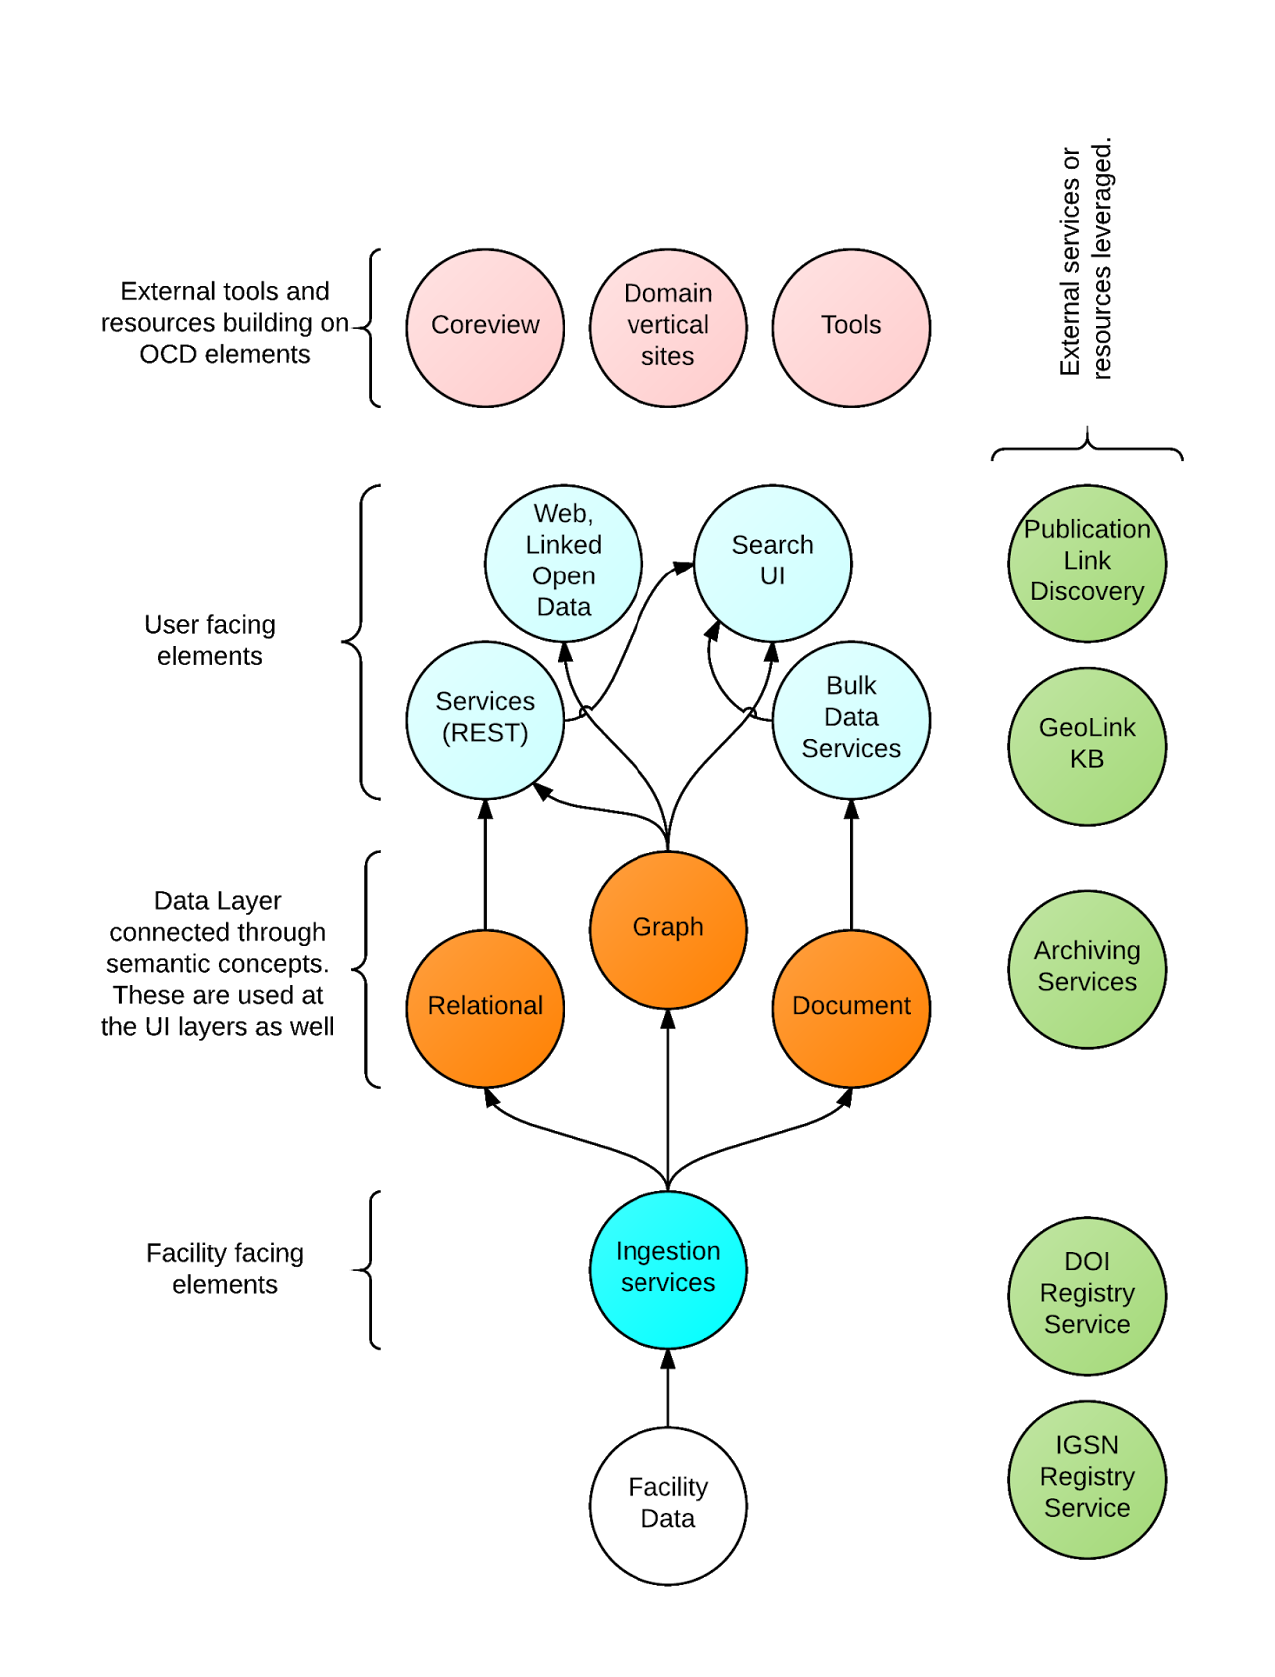 External services or
resources leveraged.
External tools and
resources building on
OCD elements
Coreview
Domain
vertical
sites
Tools
User facing
elements
Web,
Linked
Open
Data
Search
UI
Services
(REST)
Bulk
Data
Services
Publication
Link
Discovery
GeoLink
KB
Data Layer
connected through
semantic concepts.
These are used at
the UI layers as well
Relational
Graph
Document
Archiving
Services
Facility facing
elements
Ingestion
services
DOI
Registry
Service
Facility
Data
IGSN
Registry
Service